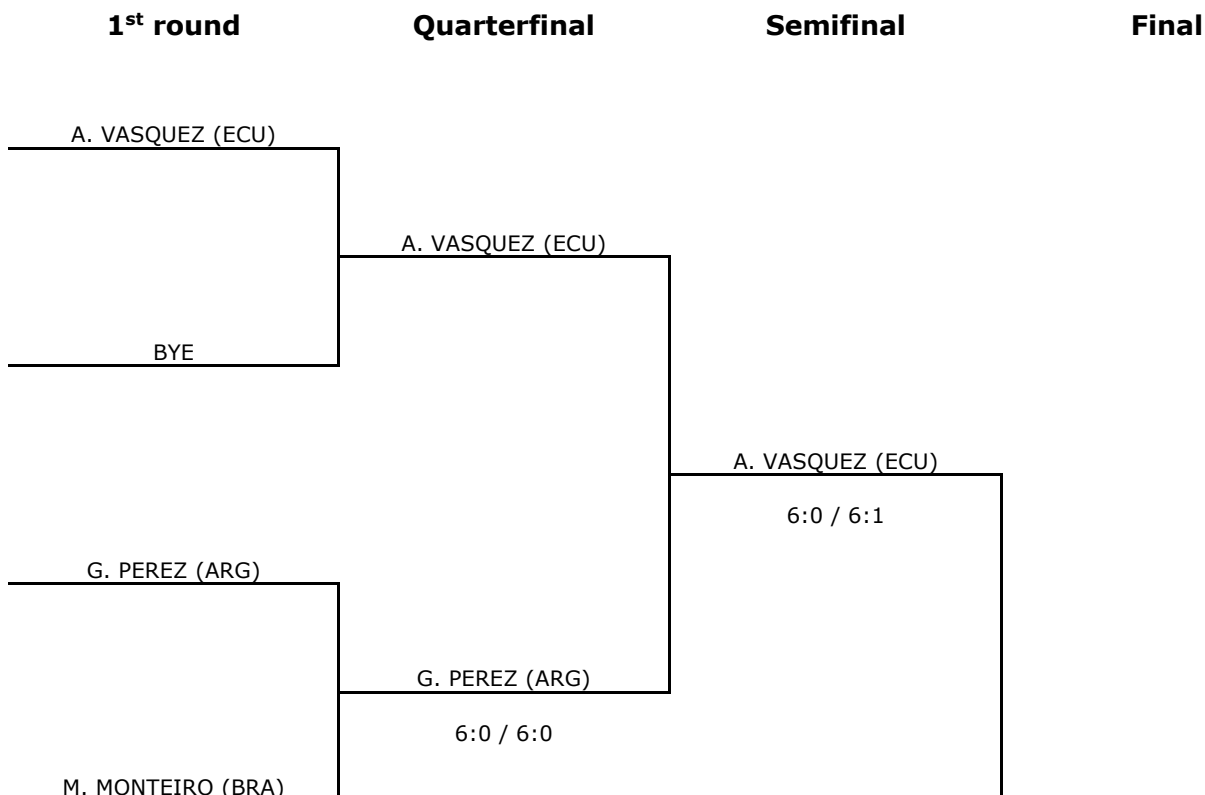 1st round Quarterfinal Semifinal Final
A. VASQUEZ (ECU)
A. VASQUEZ (ECU)
BYE
A. VASQUEZ (ECU)
6:0 / 6:1
G. PEREZ (ARG)
G. PEREZ (ARG)
6:0 / 6:0
M. MONTEIRO (BRA)